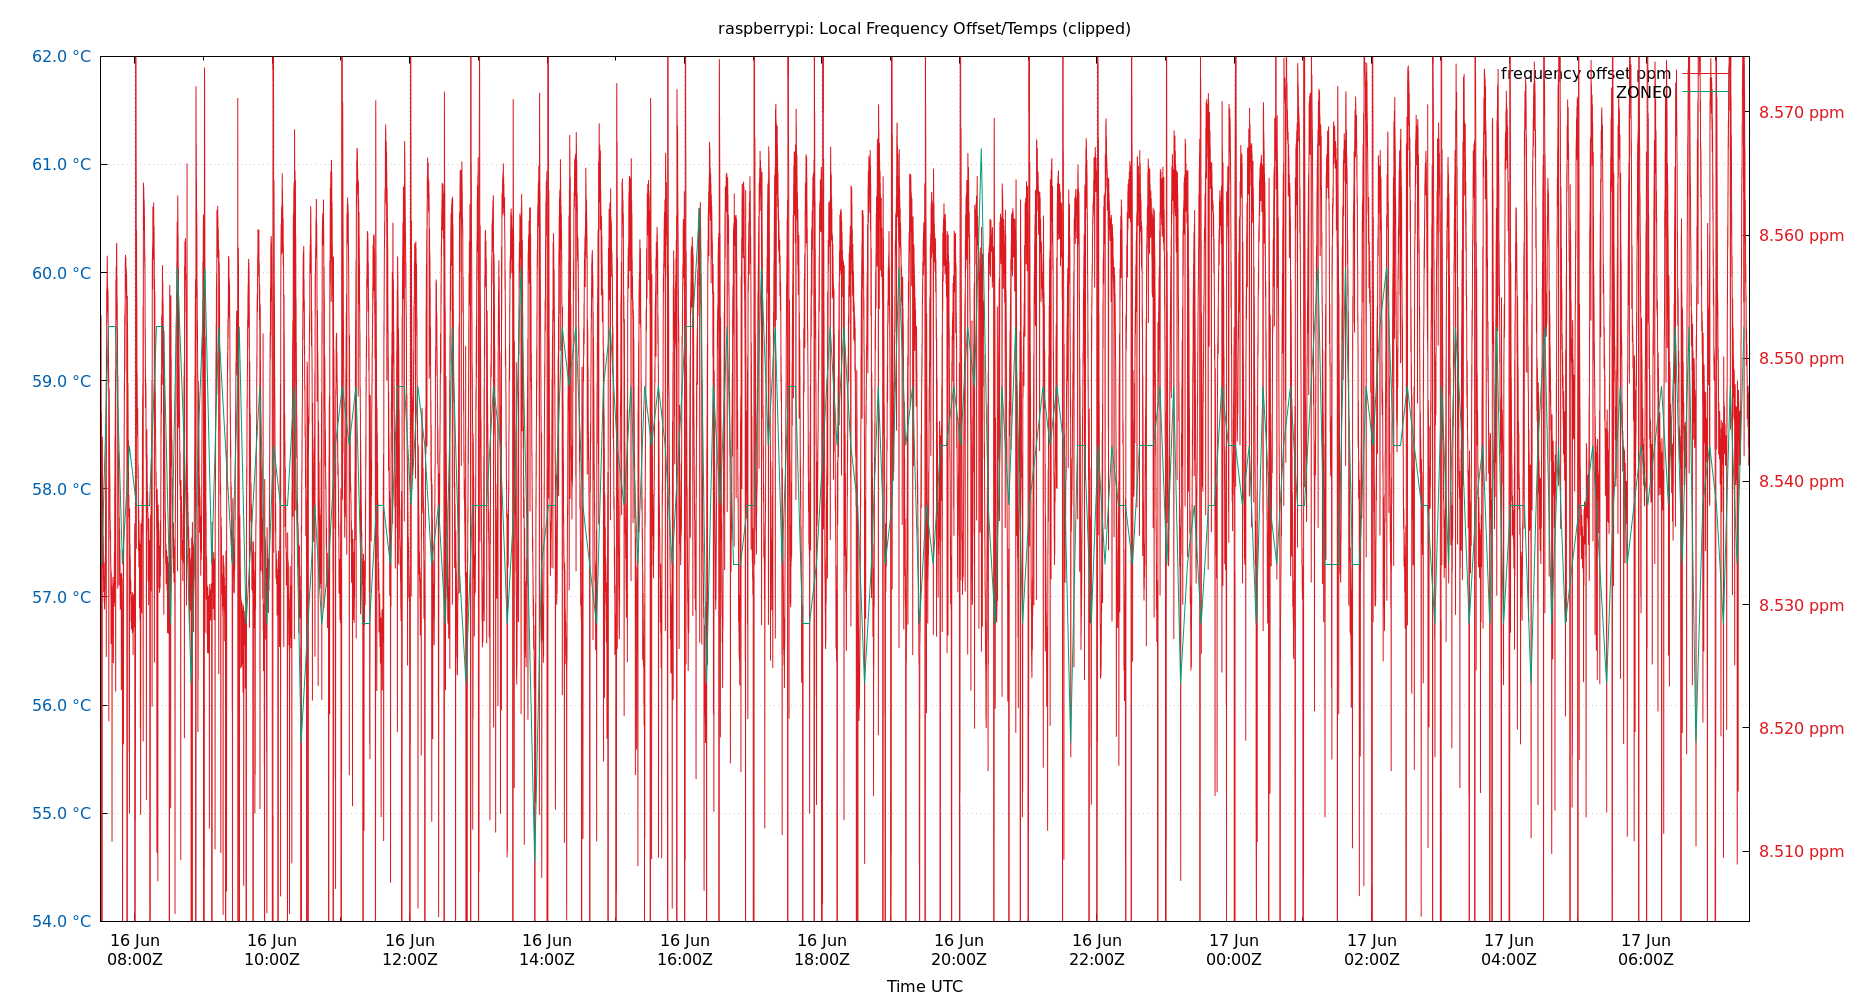 raspberrypi: Local Frequency Offset/Temps (clipped)
62.0 °C
61.0 °C
60.0 °C
59.0 °C
58.0 °C
57.0 °C
56.0 °C
55.0 °C
54.0 °C
frequency offset ppm
ZONE0
8.570 ppm
8.560 ppm
8.550 ppm
8.540 ppm
8.530 ppm
8.520 ppm
8.510 ppm
16 Jun 16 Jun 16 Jun 16 Jun 16 Jun 16 Jun 16 Jun 16 Jun 17 Jun 17 Jun 17 Jun 17 Jun
08:00Z 10:00Z 12:00Z 14:00Z 16:00Z 18:00Z 20:00Z 22:00Z 00:00Z 02:00Z 04:00Z 06:00Z
Time UTC